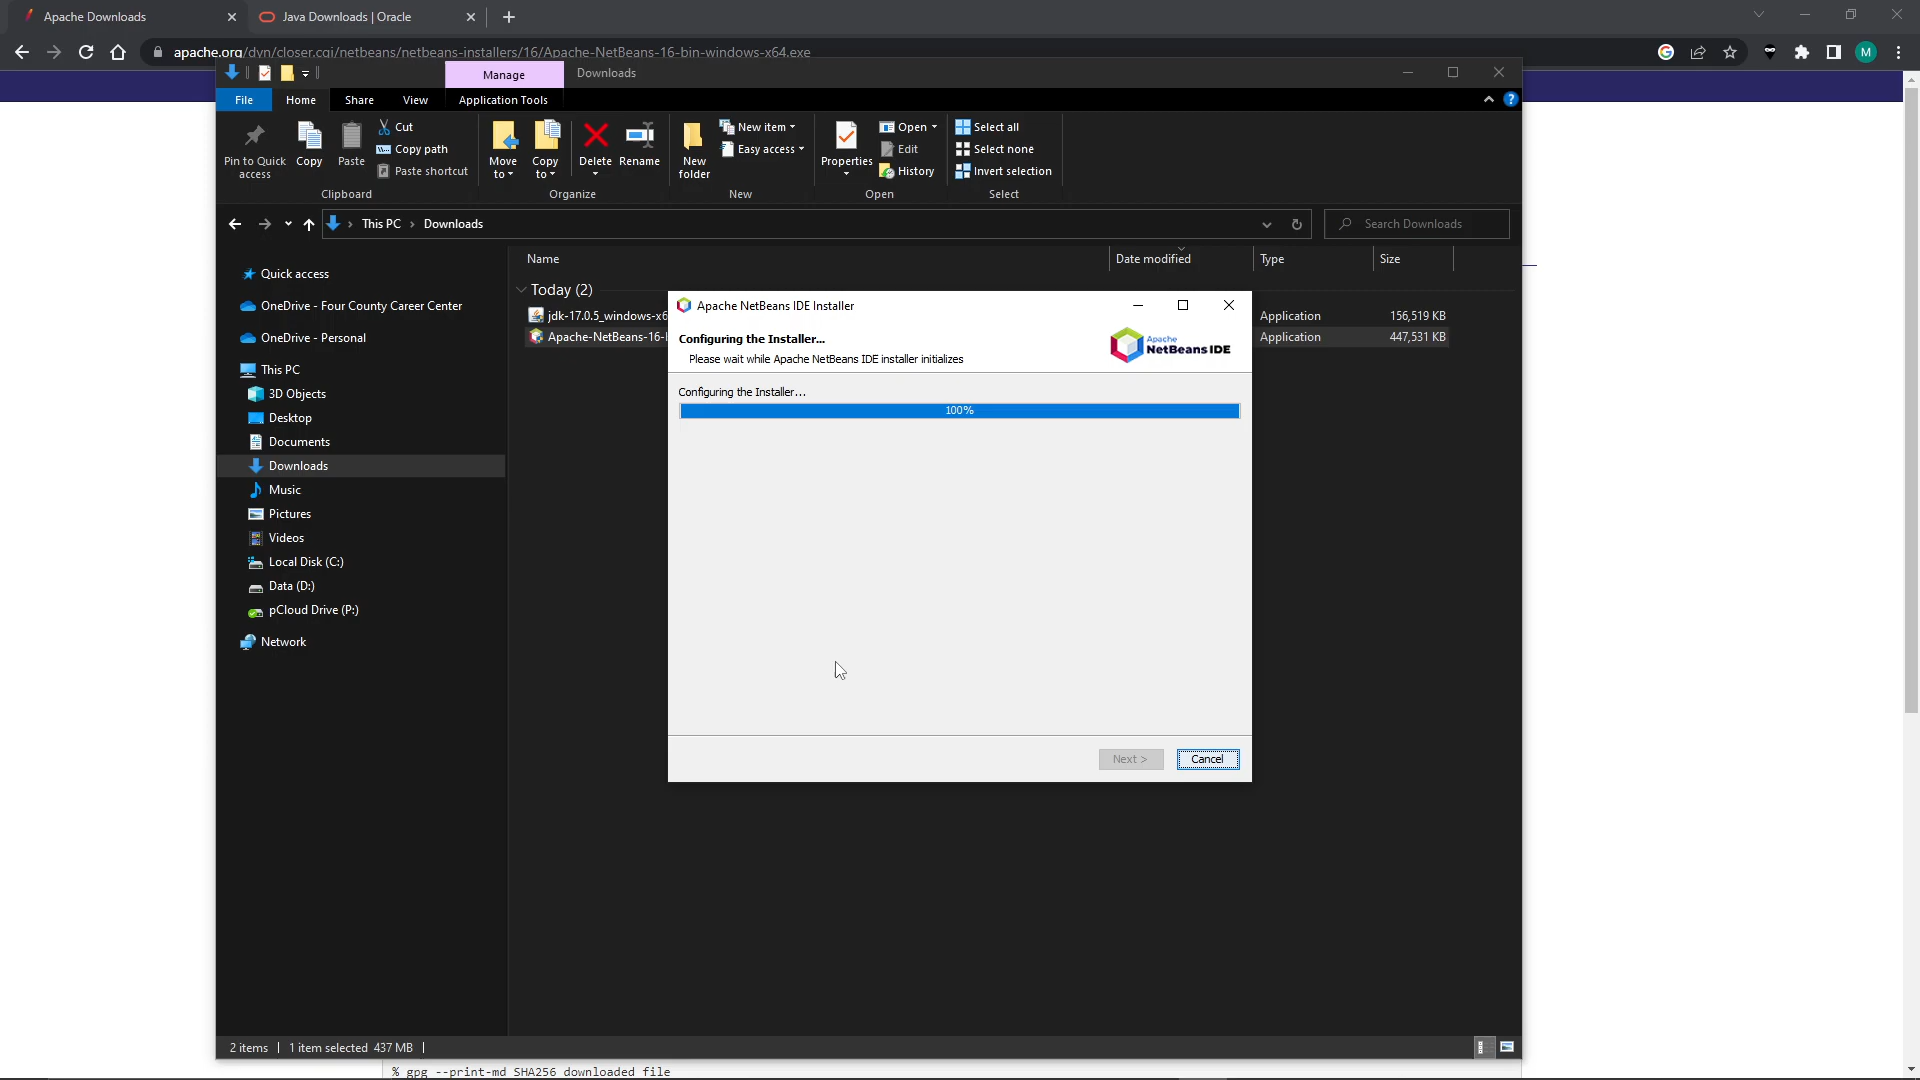 Apache Downloads
Java Downloads | Oracle
apache.org/dyn/closer.cgi/netbeans/netbeans-installers/16/Apache-NetBeans-16-bin-windows-x64.exe
M
Manage
Downloads
File
Home
Share
View
Application Tools
Pin to Quick access
Copy
Paste
Cut
Copy path
Paste shortcut
Clipboard
Move to
Copy to
Delete
Rename
Organize
New folder
New item
Easy access
New
Properties
Open
Edit
History
Open
Select all
Select none
Invert selection
Select
This PC > Downloads
Search Downloads
Name
Date modified
Type
Size
Quick access
OneDrive - Four County Career Center
OneDrive - Personal
This PC
3D Objects
Desktop
Documents
Downloads
Music
Pictures
Videos
Local Disk (C:)
Data (D:)
pCloud Drive (P:)
Network
Today (2)
jdk-17.0.5_windows-x6
Application
156,519 KB
Apache-NetBeans-16-
Application
447,531 KB
Apache NetBeans IDE Installer
Configuring the Installer...
Please wait while Apache NetBeans IDE installer initializes
Apache
NetBeans IDE
Configuring the Installer...
100%
Next >
Cancel
2 items
1 item selected 437 MB
% gpg --print-md SHA256 downloaded_file